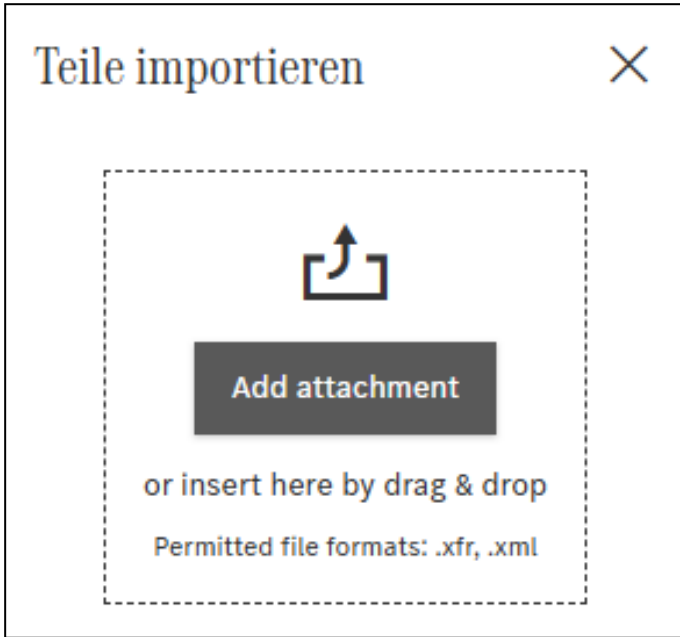 Teile importieren
Add attachment
or insert here by drag & drop
Permitted file formats: .xfr, .xml